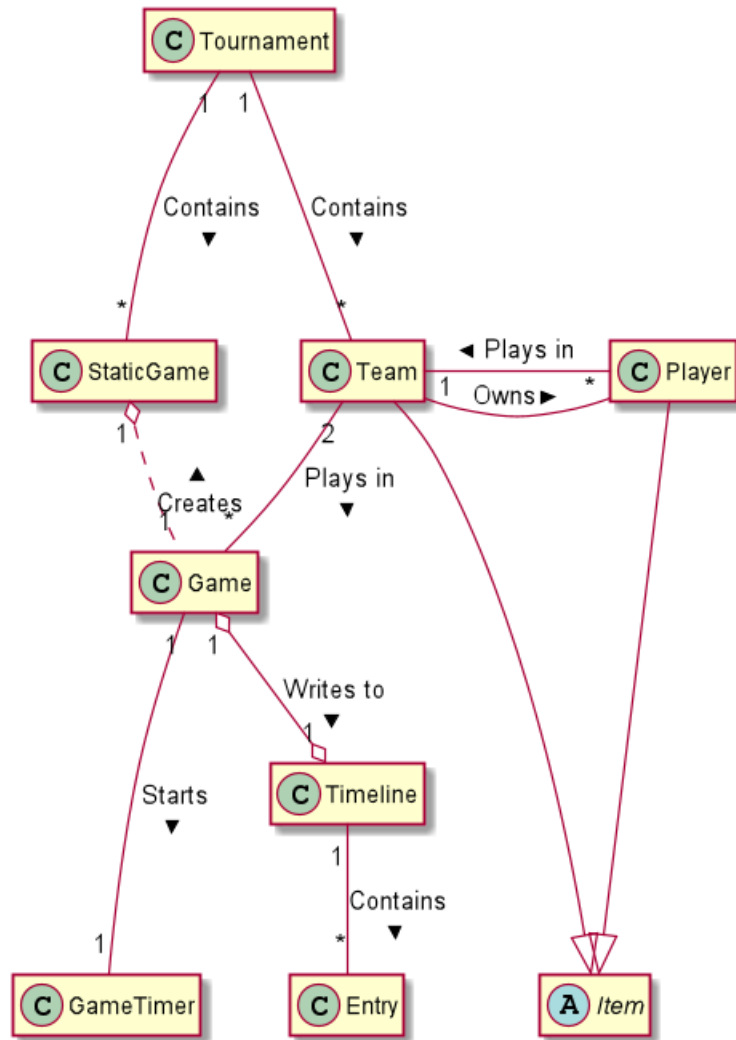 C Tournament
1 1
Contains Contains
▼ ▼
* *
C StaticGame
C Team
C Player
◄ Plays in
1 *
Owns►
1 2
▲
Creates
Plays in
▼
1 *
C Game
1 1
Writes to
▼
1
C Timeline
Starts
▼
1
Contains
▼
1 *
C GameTimer
C Entry
A Item